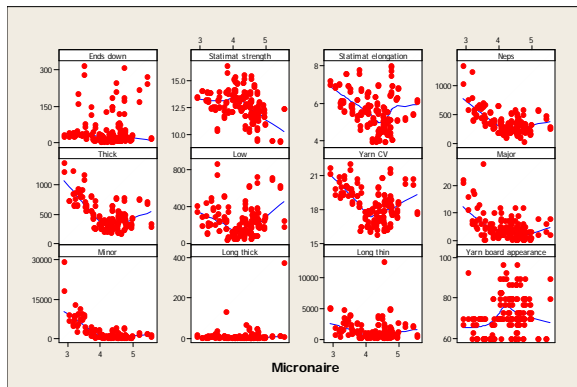 3 4 5 3 4 5
Ends down Statimat strength Statimat elongation Neps
300 15.0 8 1000
150 12.5 6 500
0 10.0 4 0
Thick Low Yarn CV Major
1000 800 21 20
500 400 18 10
0 0 15 0
Minor Long thick Long thin Yarn board appearance
30000 400 10000 100
15000 200 5000 80
0 0 0 60
3 4 5 3 4 5
Micronaire